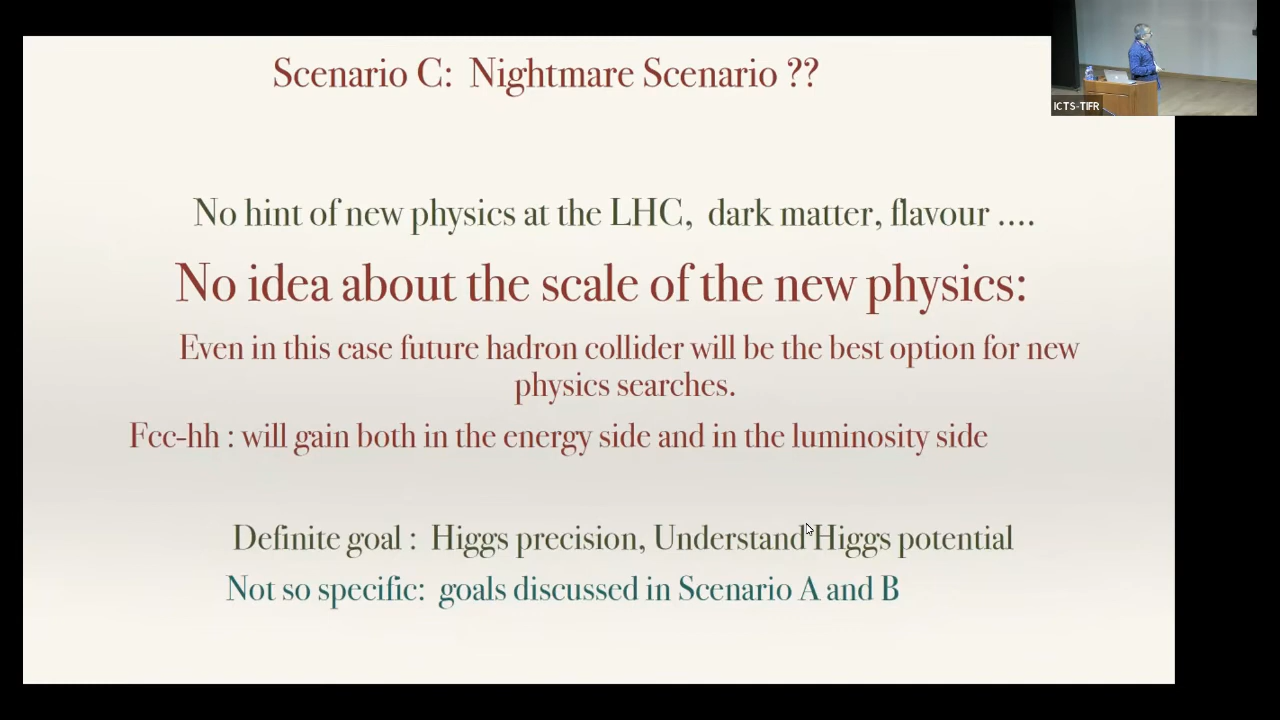 Scenario C: Nightmare Scenario ??
ICTS-TIFR
No hint of new physics at the LHC, dark matter, flavour ....
No idea about the scale of the new physics:
Even in this case future hadron collider will be the best option for new
physics searches.
Fcc-hh : will gain both in the energy side and in the luminosity side
Definite goal : Higgs precision, Understand Higgs potential
Not so specific: goals discussed in Scenario A and B